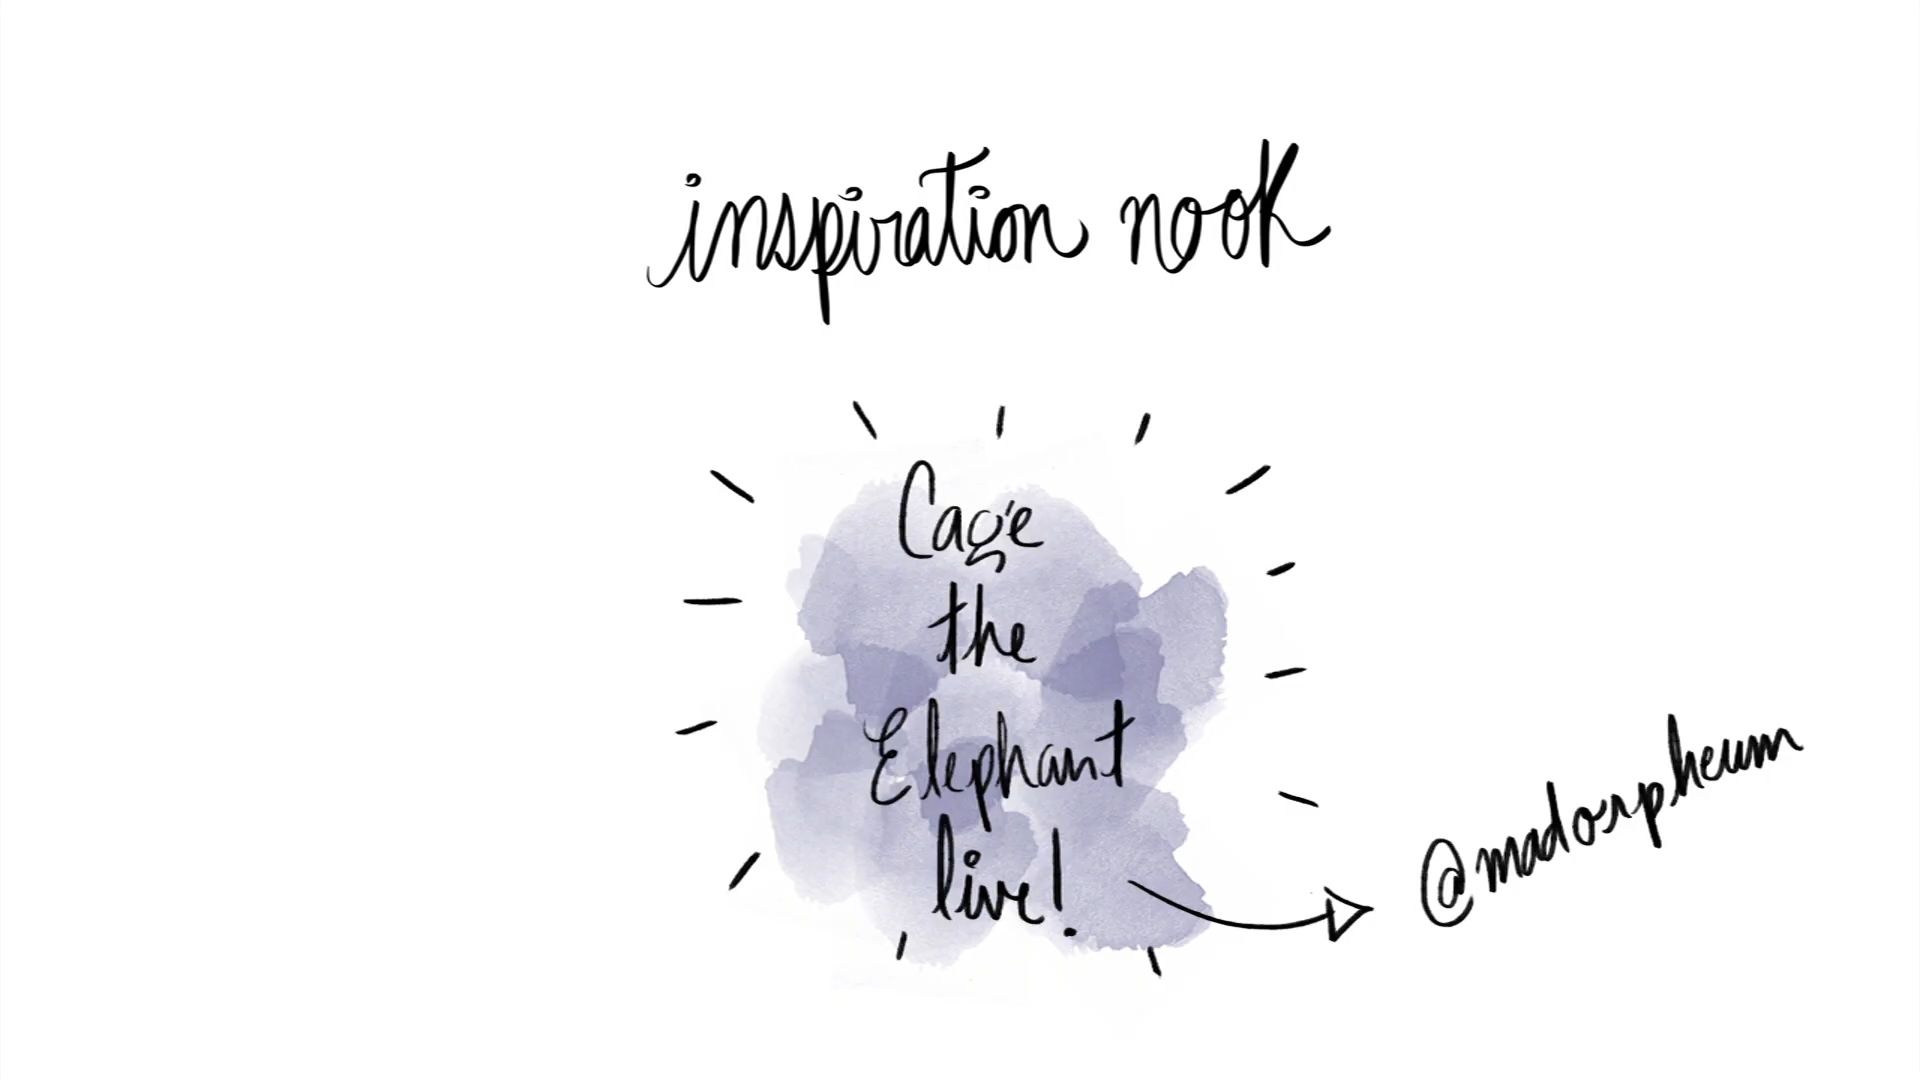 inspiration nook
Cage
the
Elephant
live!
@madorpheum